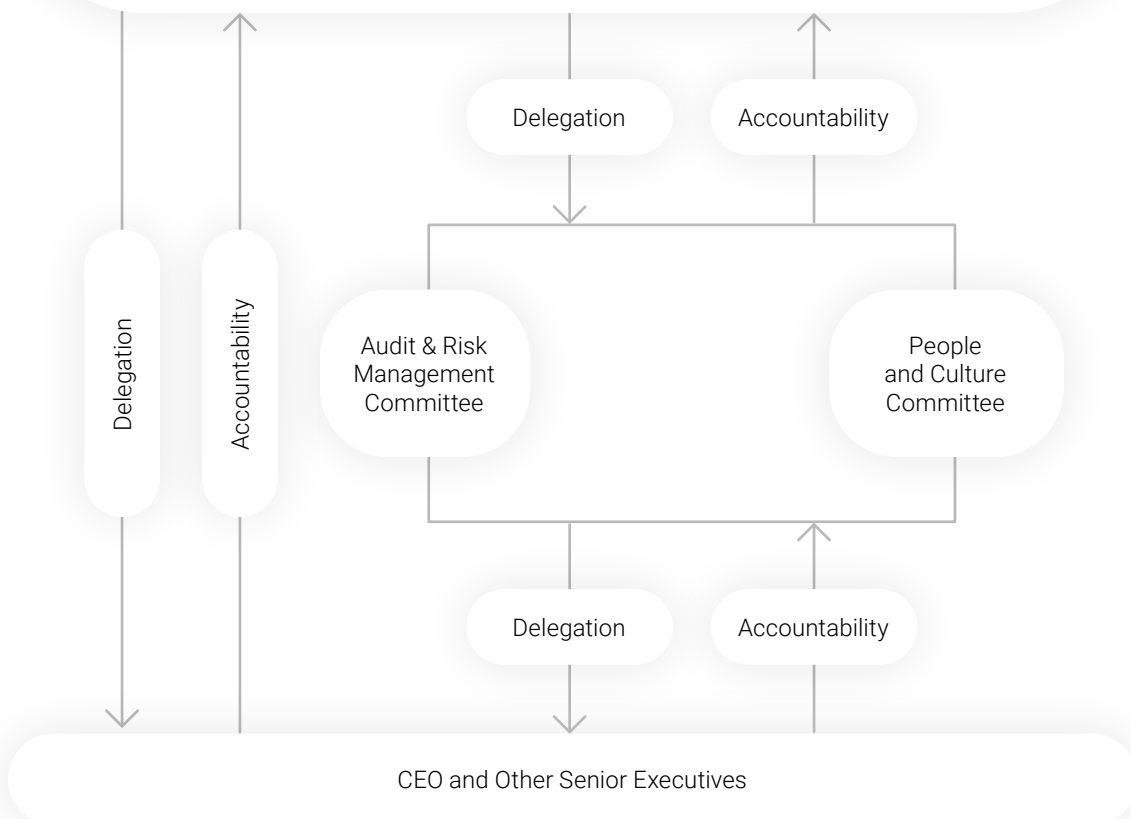 Delegation
Accountability
Delegation
Accountability
Audit & Risk
Management
Committee
People
and Culture
Committee
Delegation
Accountability
CEO and Other Senior Executives